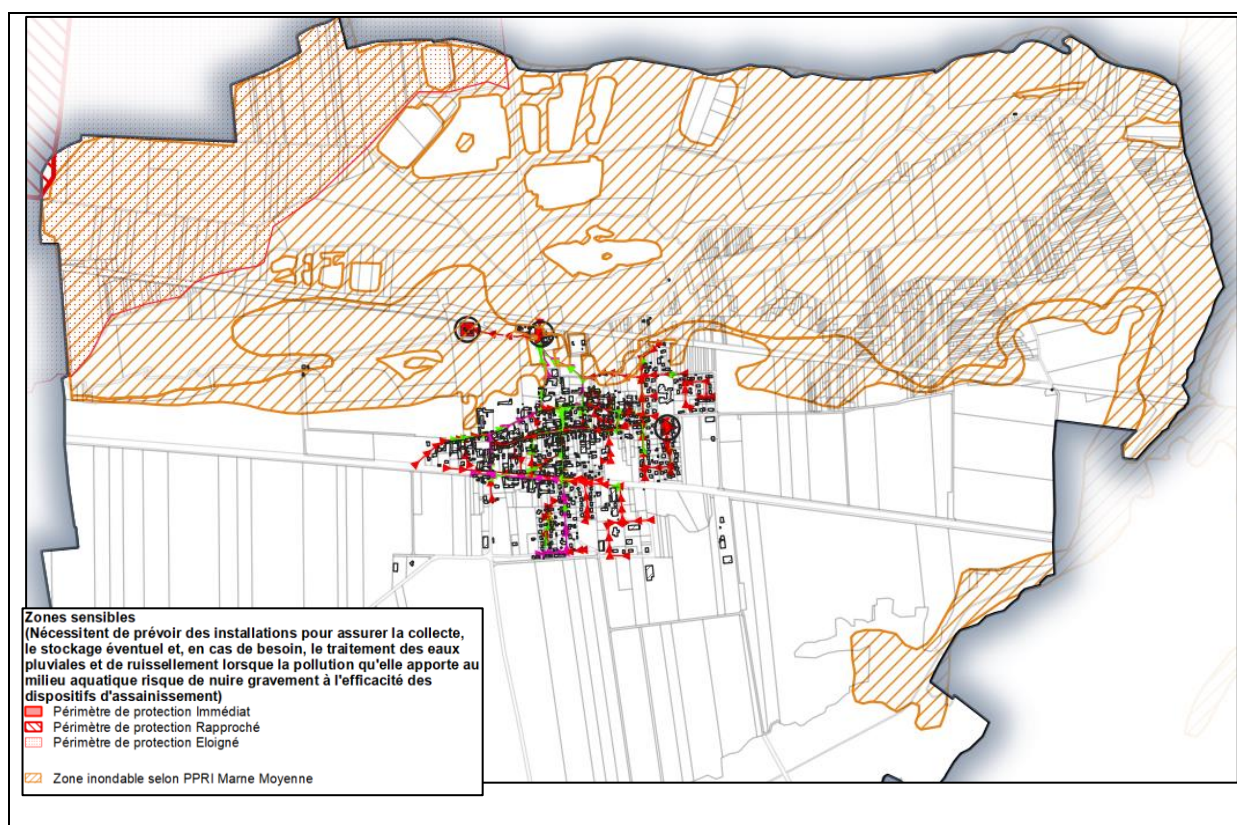 Zones sensibles
(Nécessitent de prévoir des installations pour assurer la collecte,
le stockage éventuel et, en cas de besoin, le traitement des eaux
pluviales et de ruissellement lorsque la pollution qu'elle apporte au
milieu aquatique risque de nuire gravement à l'efficacité des
dispositifs d'assainissement)
Périmètre de protection Immédiat
Périmètre de protection Rapproché
Périmètre de protection Eloigné
Zone inondable selon PPRI Marne Moyenne